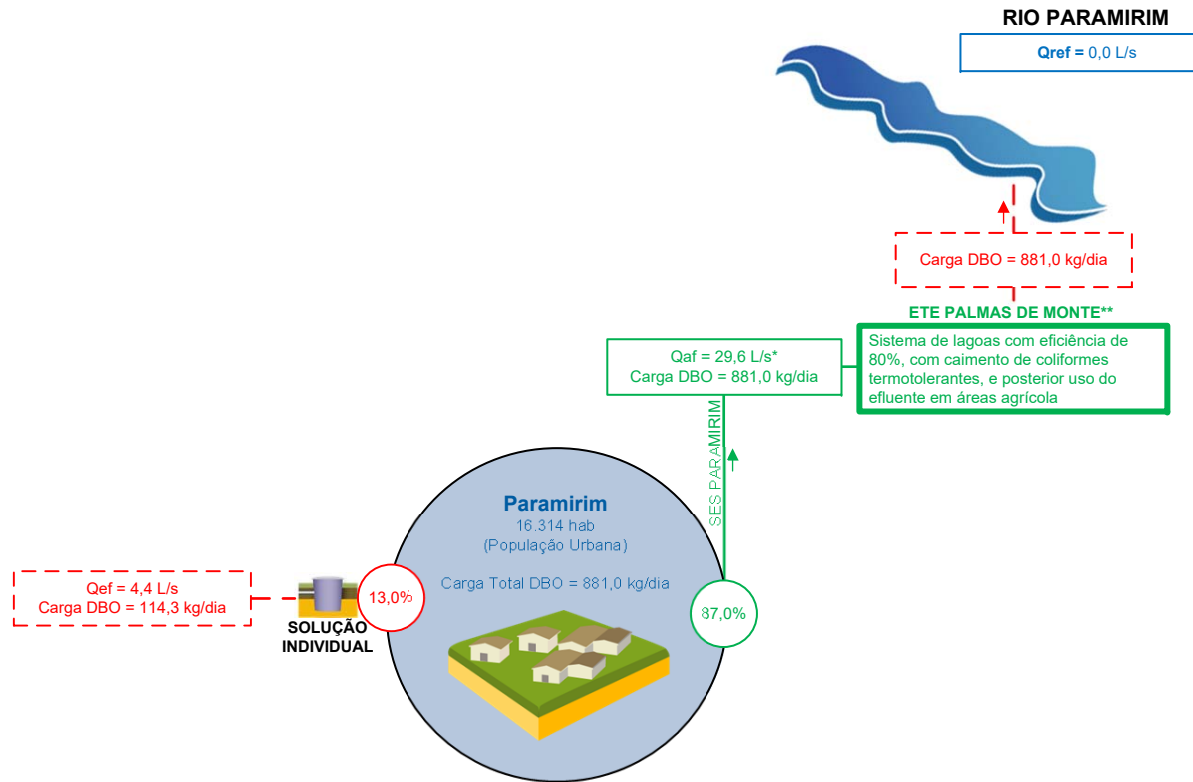 RIO PARAMIRIM
Qref = 0,0 L/s
Carga DBO = 881,0 kg/dia
ETE PALMAS DE MONTE**
Sistema de lagoas com eficiência de
80%, com caimento de coliformes
termotolerantes, e posterior uso do
efluente em áreas agrícola
Qaf = 29,6 L/s*
Carga DBO = 881,0 kg/dia
SES PARAMIRIM
Paramirim
16.314 hab
(População Urbana)
Carga Total DBO = 881,0 kg/dia
87,0%
13,0%
Qef = 4,4 L/s
Carga DBO = 114,3 kg/dia
SOLUÇÃO
INDIVIDUAL